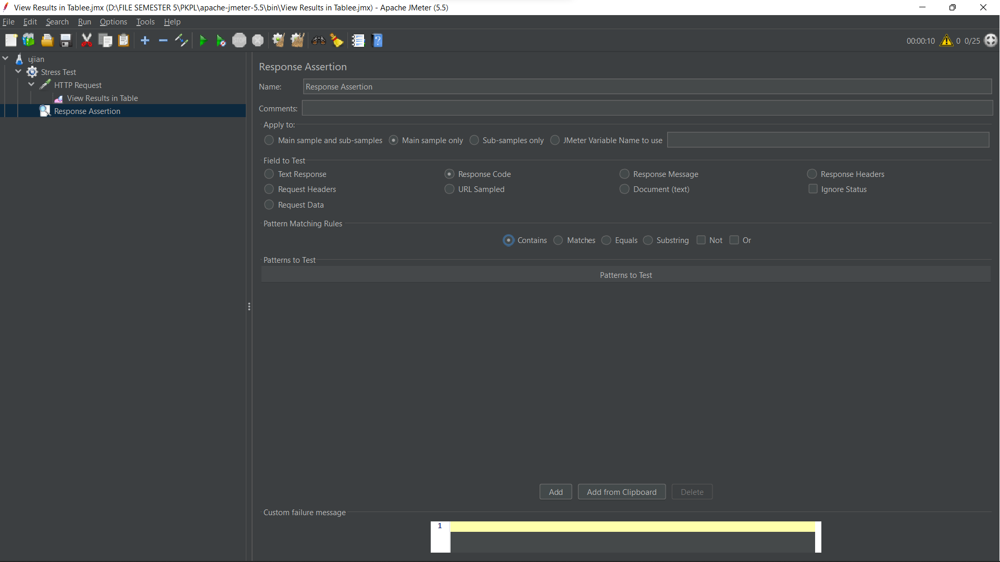 View Results in Tablee.jmx (D:\FILE SEMESTER 5\PKPL\apache-jmeter-5.5\bin\View Results in Tablee.jmx) - Apache JMeter (5.5)
File Edit Search Run Options Tools Help
STOP ? 00:00:10 0 0/25
ujian
Stress Test
HTTP Request
View Results in Table
Response Assertion
Response Assertion
Name: Response Assertion
Comments:
Apply to:
Main sample and sub-samples Main sample only Sub-samples only JMeter Variable Name to use
Field to Test
Text Response Response Code Response Message Response Headers
Request Headers URL Sampled Document (text) Ignore Status
Request Data
Pattern Matching Rules
Contains Matches Equals Substring Not Or
Patterns to Test
Patterns to Test
Add Add from Clipboard Delete
Custom failure message
1